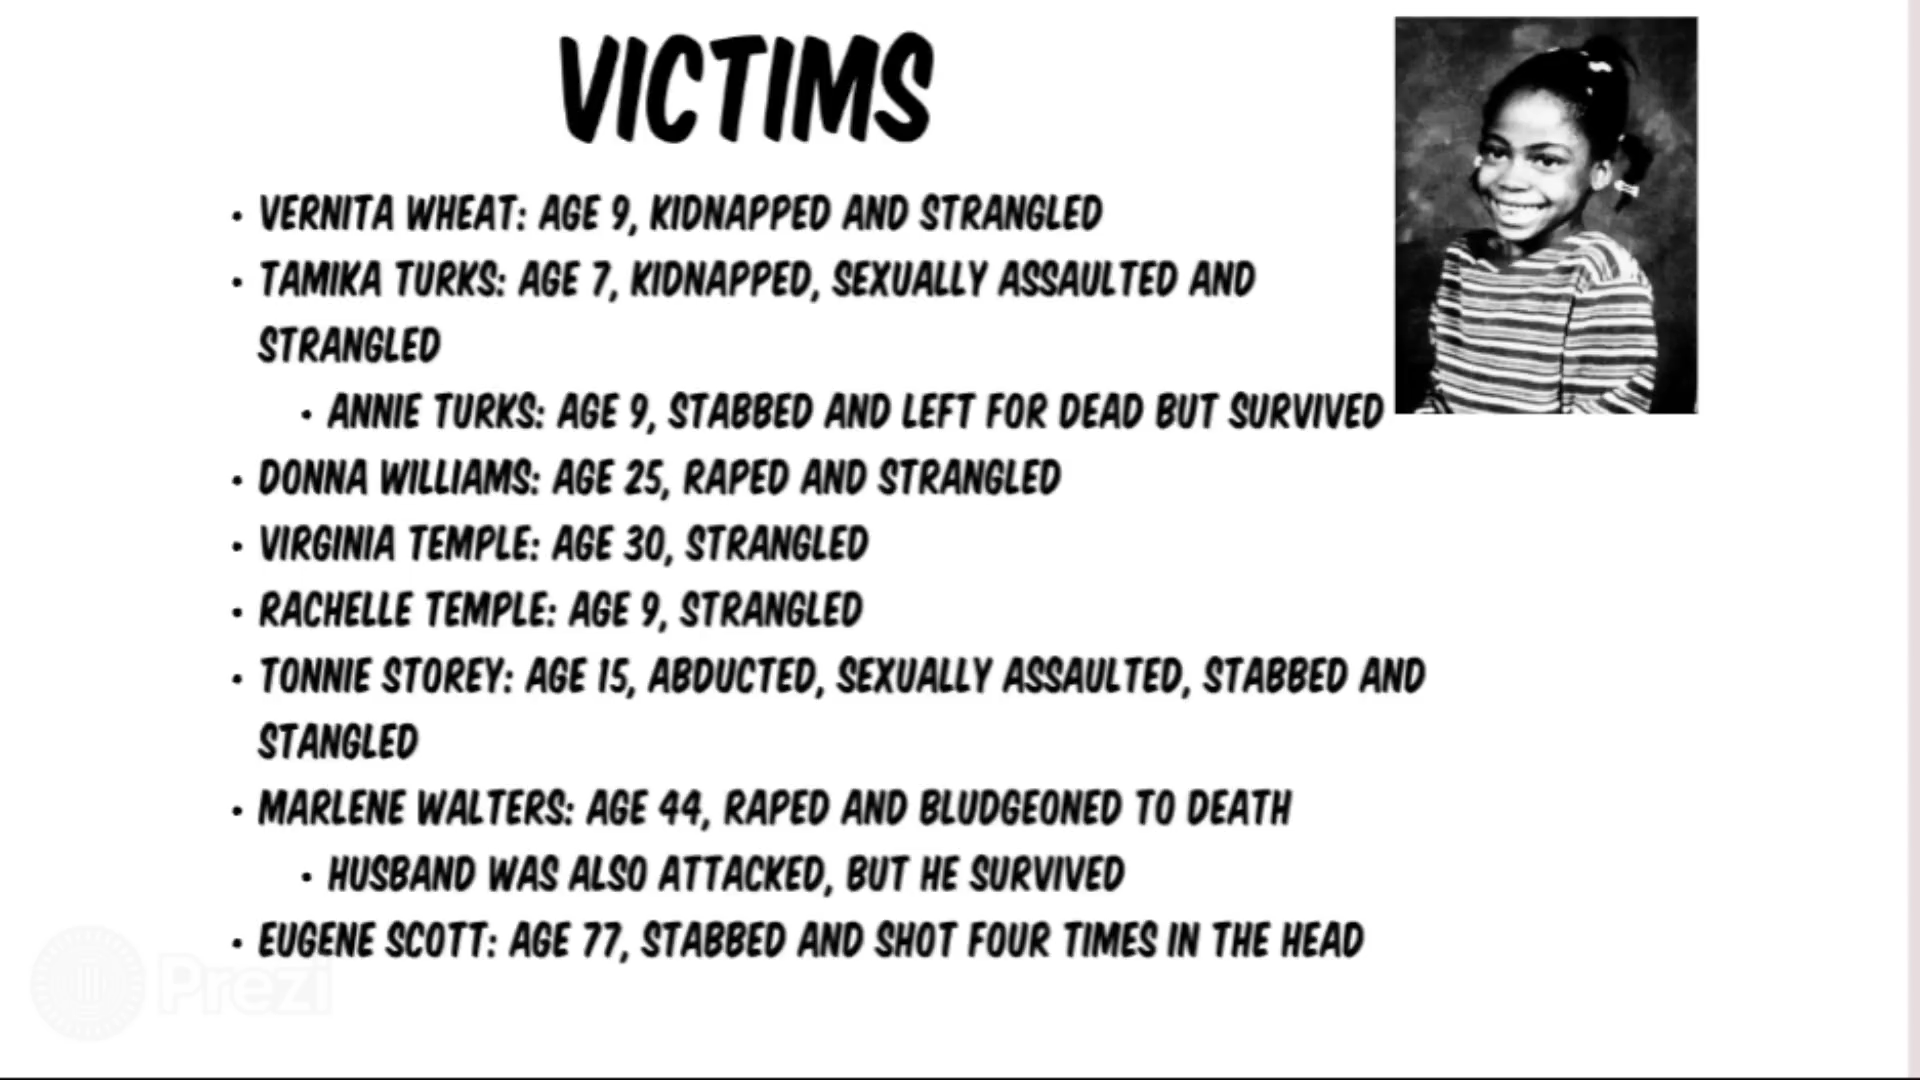 VICTIMS
• VERNITA WHEAT: AGE 9, KIDNAPPED AND STRANGLED
• TAMIKA TURKS: AGE 7, KIDNAPPED, SEXUALLY ASSAULTED AND
STRANGLED
• ANNIE TURKS: AGE 9, STABBED AND LEFT FOR DEAD BUT SURVIVED
• DONNA WILLIAMS: AGE 25, RAPED AND STRANGLED
• VIRGINIA TEMPLE: AGE 30, STRANGLED
• RACHELLE TEMPLE: AGE 9, STRANGLED
• TONNIE STOREY: AGE 15, ABDUCTED, SEXUALLY ASSAULTED, STABBED AND
STANGLED
• MARLENE WALTERS: AGE 44, RAPED AND BLUDGEONED TO DEATH
• HUSBAND WAS ALSO ATTACKED, BUT HE SURVIVED
• EUGENE SCOTT: AGE 77, STABBED AND SHOT FOUR TIMES IN THE HEAD
Prezi